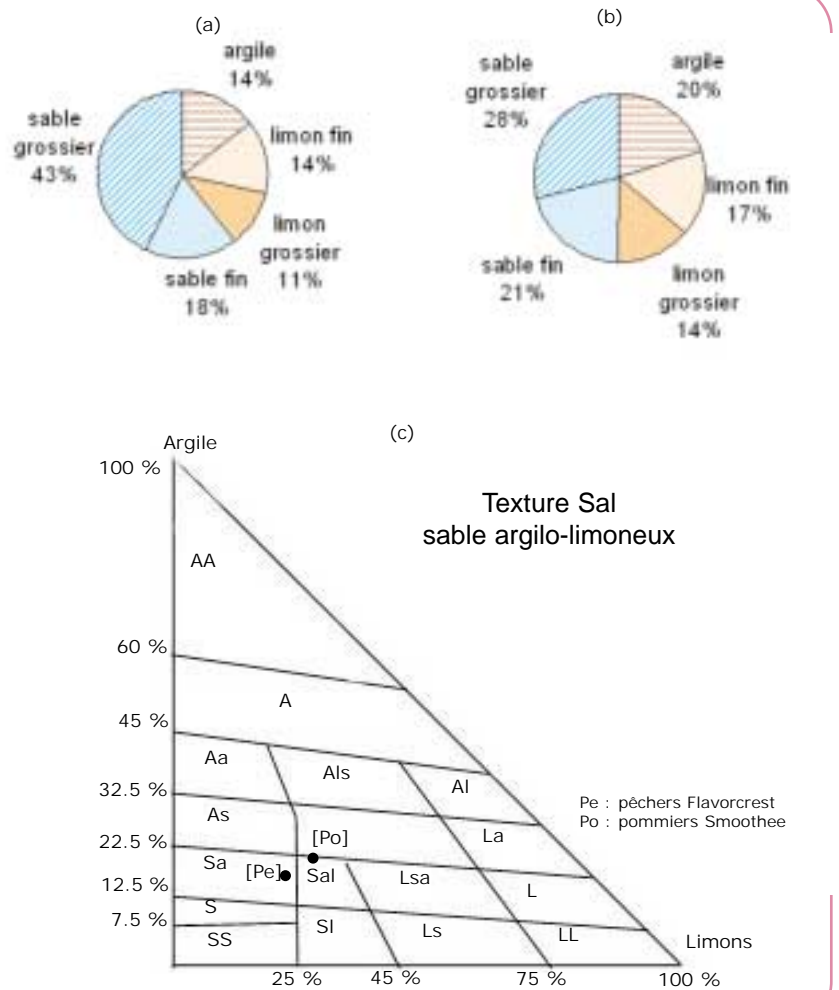 (a)
argile
14%
limon fin
14%
limon
grossier
11%
sable fin
18%
sable
grossier
43%
(b)
argile
20%
limon fin
17%
limon
grossier
14%
sable fin
21%
sable
grossier
28%
(c)
Argile
100 %
Texture Sal
sable argilo-limoneux
AA
60 %
A
45 %
Aa
Als
Al
32.5 %
As
La
Pe : pêchers Flavorcrest
Po : pommiers Smoothee
22.5 %
[Po]
Sa
[Pe]
Sal
Lsa
L
12.5 %
S
7.5 %
SS
Sl
Ls
LL
Limons
25 %
45 %
75 %
100 %